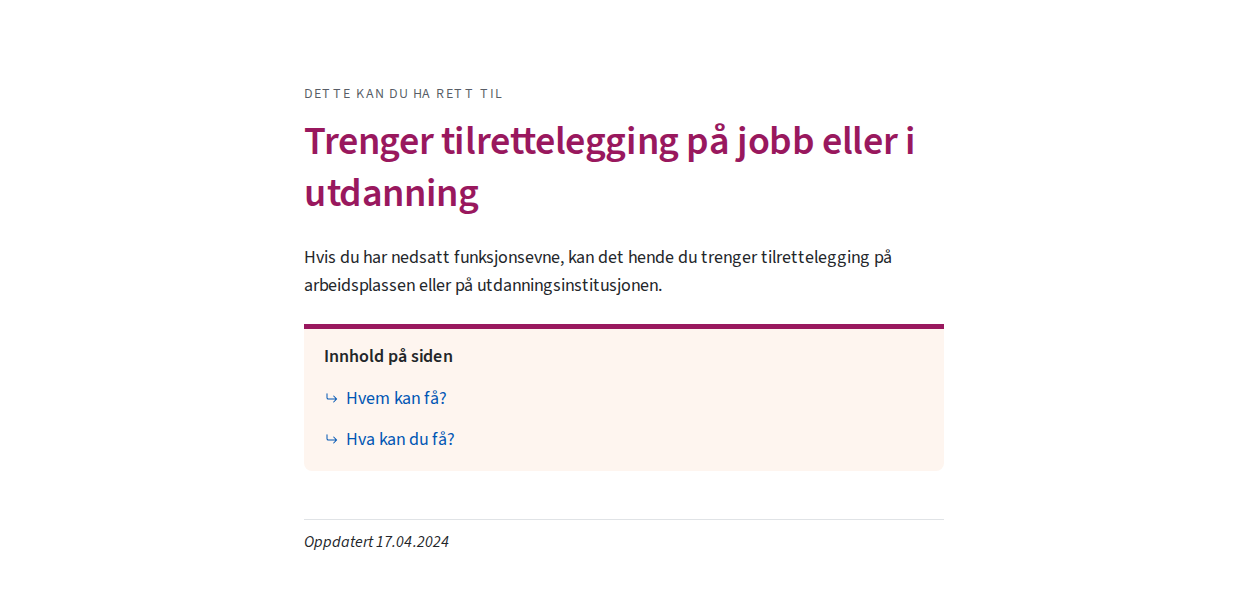 DETTE KAN DU HA RETT TIL
Trenger tilrettelegging på jobb eller i
utdanning
Hvis du har nedsatt funksjonsevne, kan det hende du trenger tilrettelegging på
arbeidsplassen eller på utdanningsinstitusjonen.
Innhold på siden
Hvem kan få?
Hva kan du få?
Oppdatert 17.04.2024